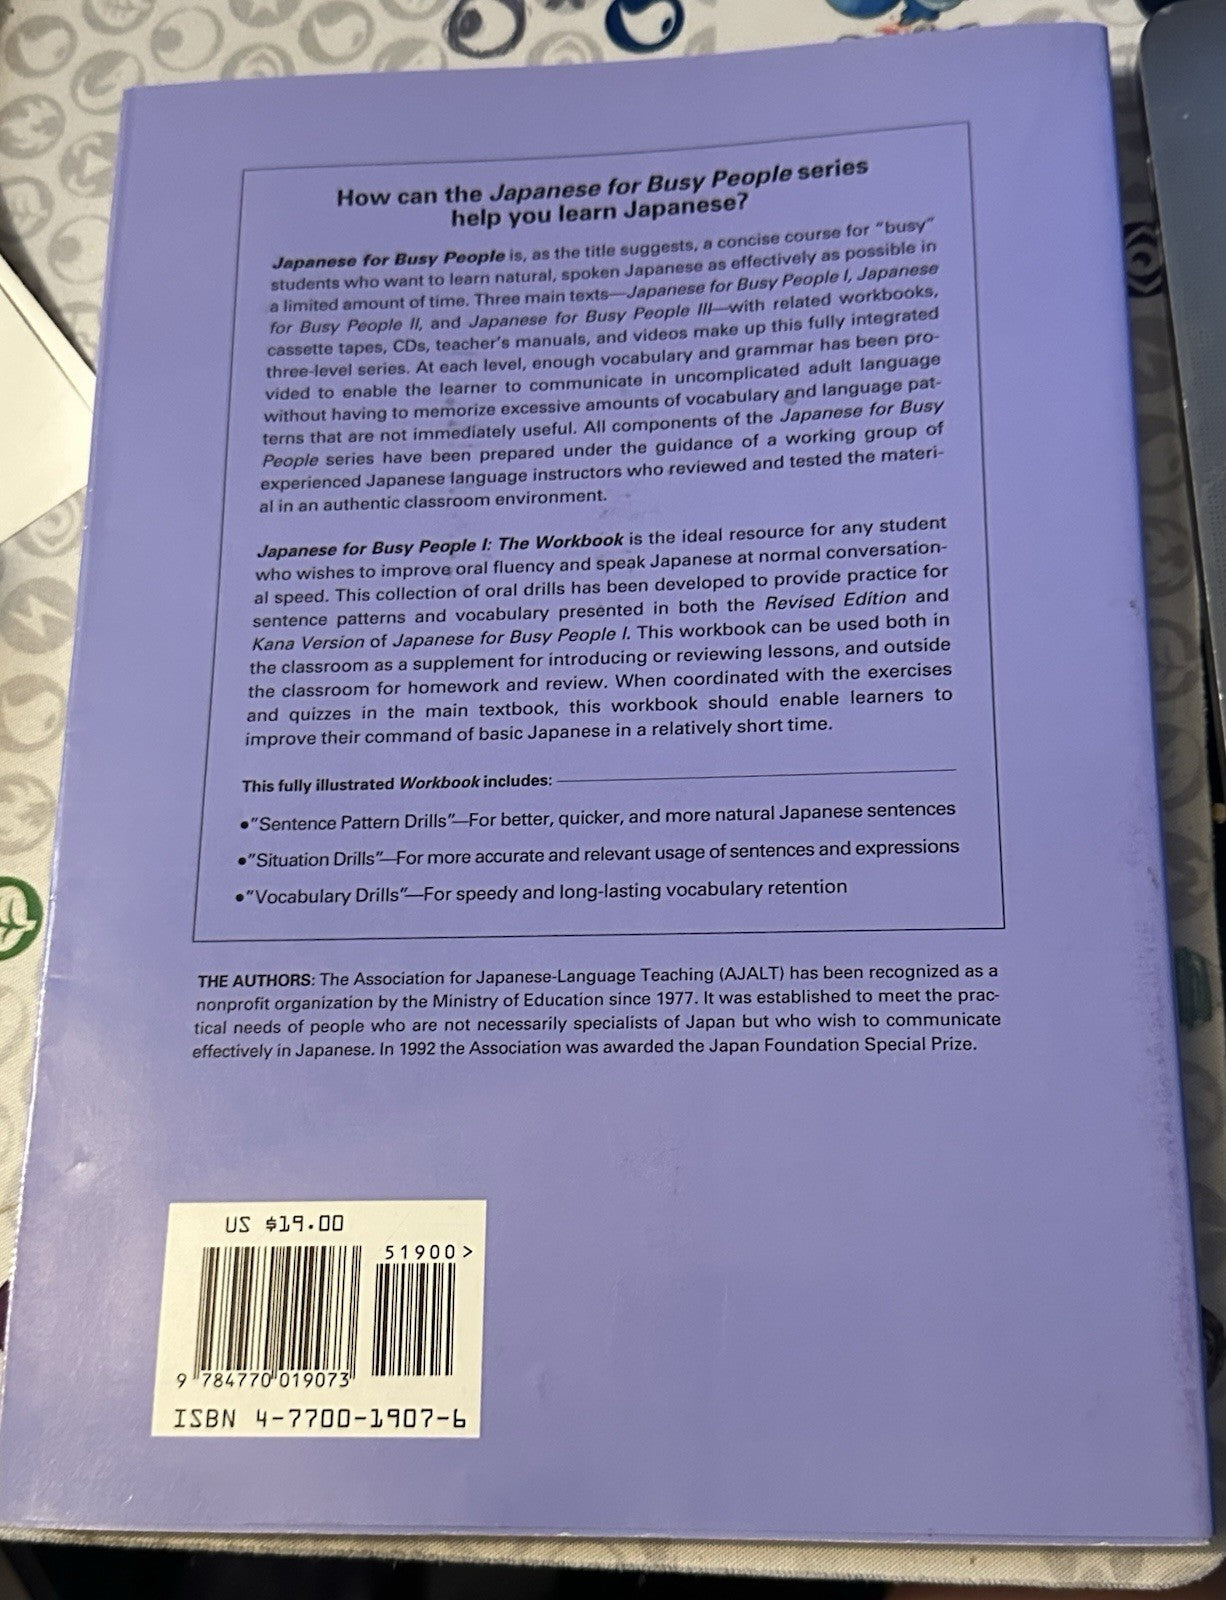 How can the Japanese for Busy People series
help you learn Japanese?
Japanese for Busy People is, as the title suggests, a concise course for "busy"
students who want to learn natural, spoken Japanese as effectively as possible in
a limited amount of time. Three main texts—Japanese for Busy People I, Japanese
for Busy People II, and Japanese for Busy People III—with related workbooks,
cassette tapes, CDs, teacher's manuals, and videos make up this fully integrated
three-level series. At each level, enough vocabulary and grammar has been pro-
vided to enable the learner to communicate in uncomplicated adult language
without having to memorize excessive amounts of vocabulary and language pat-
terns that are not immediately useful. All components of the Japanese for Busy
People series have been prepared under the guidance of a working group of
experienced Japanese language instructors who reviewed and tested the materi-
al in an authentic classroom environment.
Japanese for Busy People I: The Workbook is the ideal resource for any student
who wishes to improve oral fluency and speak Japanese at normal conversation-
al speed. This collection of oral drills has been developed to provide practice for
sentence patterns and vocabulary presented in both the Revised Edition and
Kana Version of Japanese for Busy People I. This workbook can be used both in
the classroom as a supplement for introducing or reviewing lessons, and outside
the classroom for homework and review. When coordinated with the exercises
and quizzes in the main textbook, this workbook should enable learners to
improve their command of basic Japanese in a relatively short time.
This fully illustrated Workbook includes:
•"Sentence Pattern Drills"—For better, quicker, and more natural Japanese sentences
•"Situation Drills"—For more accurate and relevant usage of sentences and expressions
•"Vocabulary Drills"—For speedy and long-lasting vocabulary retention
THE AUTHORS: The Association for Japanese-Language Teaching (AJALT) has been recognized as a
nonprofit organization by the Ministry of Education since 1977. It was established to meet the prac-
tical needs of people who are not necessarily specialists of Japan but who wish to communicate
effectively in Japanese. In 1992 the Association was awarded the Japan Foundation Special Prize.
US $19.00
51900>
9 784770 019073
ISBN 4-7700-1907-6